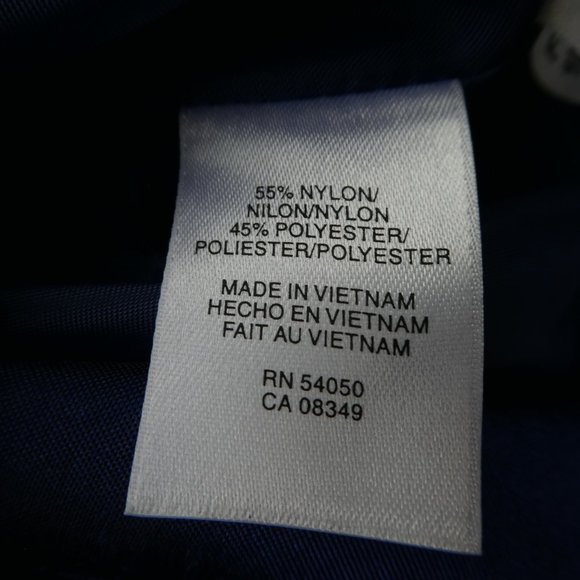 55% NYLON/
NILON/NYLON
45% POLYESTER/
POLIESTER/POLYESTER
MADE IN VIETNAM
HECHO EN VIETNAM
FAIT AU VIETNAM
RN 54050
CA 08349